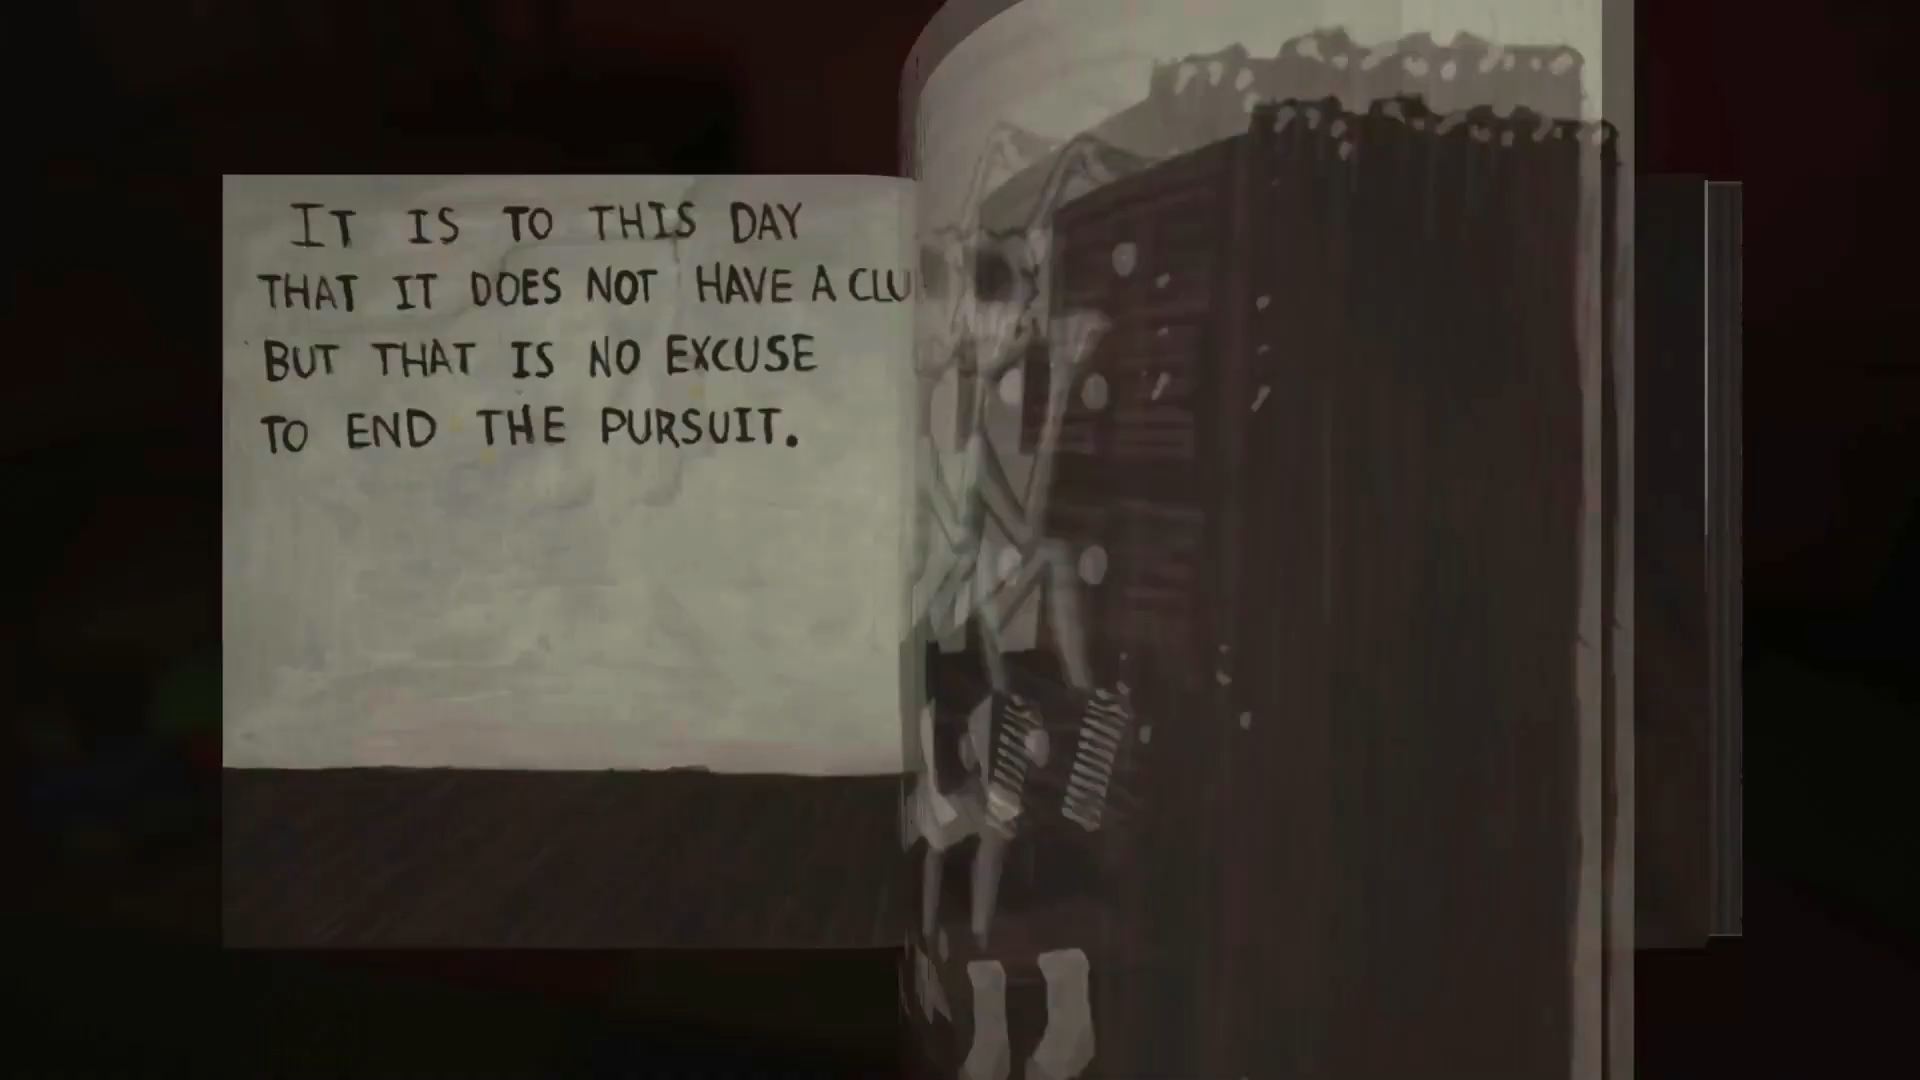 IT IS TO THIS DAY
THAT IT DOES NOT HAVE A CLU
BUT THAT IS NO EXCUSE
TO END THE PURSUIT.